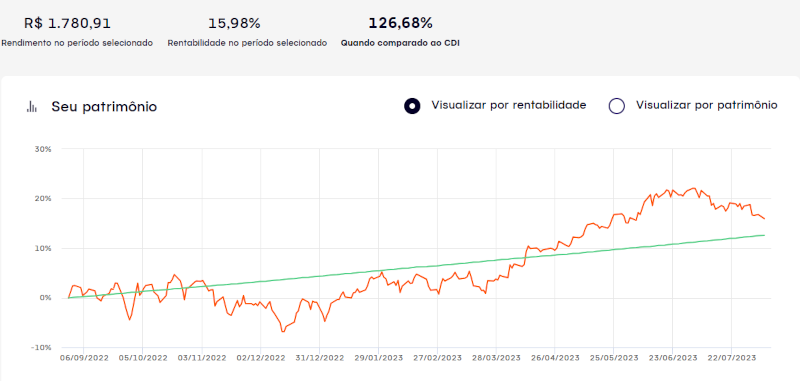 R$ 1.780,91 15,98% 126,68%
Rendimento no período selecionado Rentabilidade no período selecionado Quando comparado ao CDI
Seu patrimônio Visualizar por rentabilidade Visualizar por patrimônio
30%
20%
10%
0%
-10%
06/09/2022 05/10/2022 03/11/2022 02/12/2022 31/12/2022 29/01/2023 27/02/2023 28/03/2023 26/04/2023 25/05/2023 23/06/2023 22/07/2023